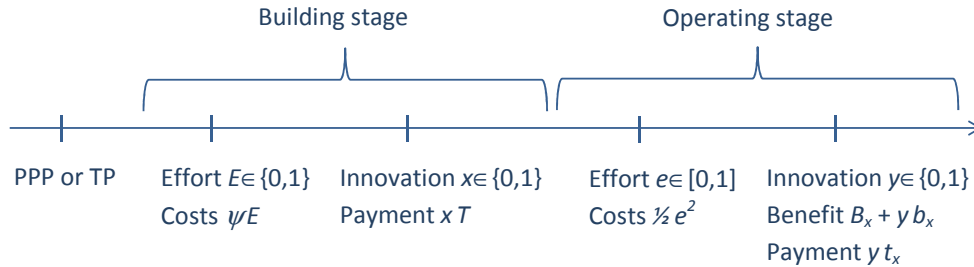 Building stage
Operating stage
PPP or TP
Effort E∈ {0,1}
Costs ψE
Innovation x∈ {0,1}
Payment x T
Effort e∈ [0,1]
Costs ½ e²
Innovation y∈ {0,1}
Benefit Bₓ + y bₓ
Payment y tₓ